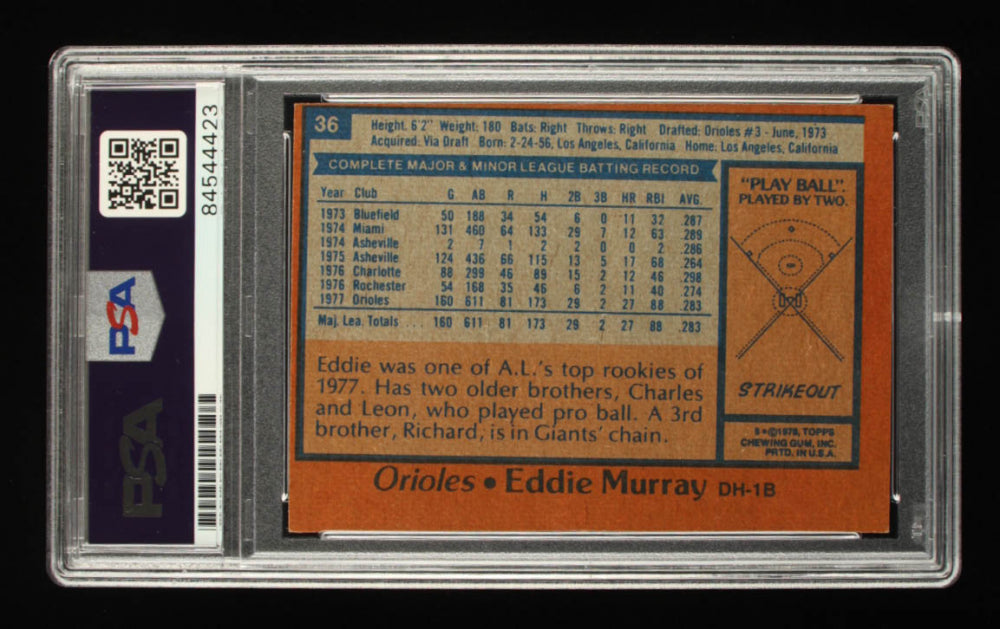 84544423
PSA
PSA
36
Height. 6'2" Weight: 180 Bats: Right Throws: Right Drafted: Orioles #3 - June, 1973
Acquired: Via Draft Born: 2-24-56, Los Angeles, California Home: Los Angeles, California
COMPLETE MAJOR & MINOR LEAGUE BATTING RECORD
Year Club G AB R H 2B 3B HR RBI AVG.
1973 Bluefield 50 188 34 54 6 0 11 32 .287
1974 Miami 131 460 64 133 29 7 12 63 .289
1974 Asheville 2 7 1 2 2 0 0 2 .286
1975 Asheville 124 436 66 115 13 5 17 68 .264
1976 Charlotte 88 299 46 89 15 2 12 46 .298
1976 Rochester 54 168 35 46 6 2 11 40 .274
1977 Orioles 160 611 81 173 29 2 27 88 .283
Maj. Lea. Totals . . . 160 611 81 173 29 2 27 88 .283
Eddie was one of A.L.'s top rookies of
1977. Has two older brothers, Charles
and Leon, who played pro ball. A 3rd
brother, Richard, is in Giants' chain.
"PLAY BALL".
PLAYED BY TWO.
STRIKEOUT
©1978, TOPPS
CHEWING GUM, INC.
PRTD. IN U.S.A.
Orioles • Eddie Murray DH-1B